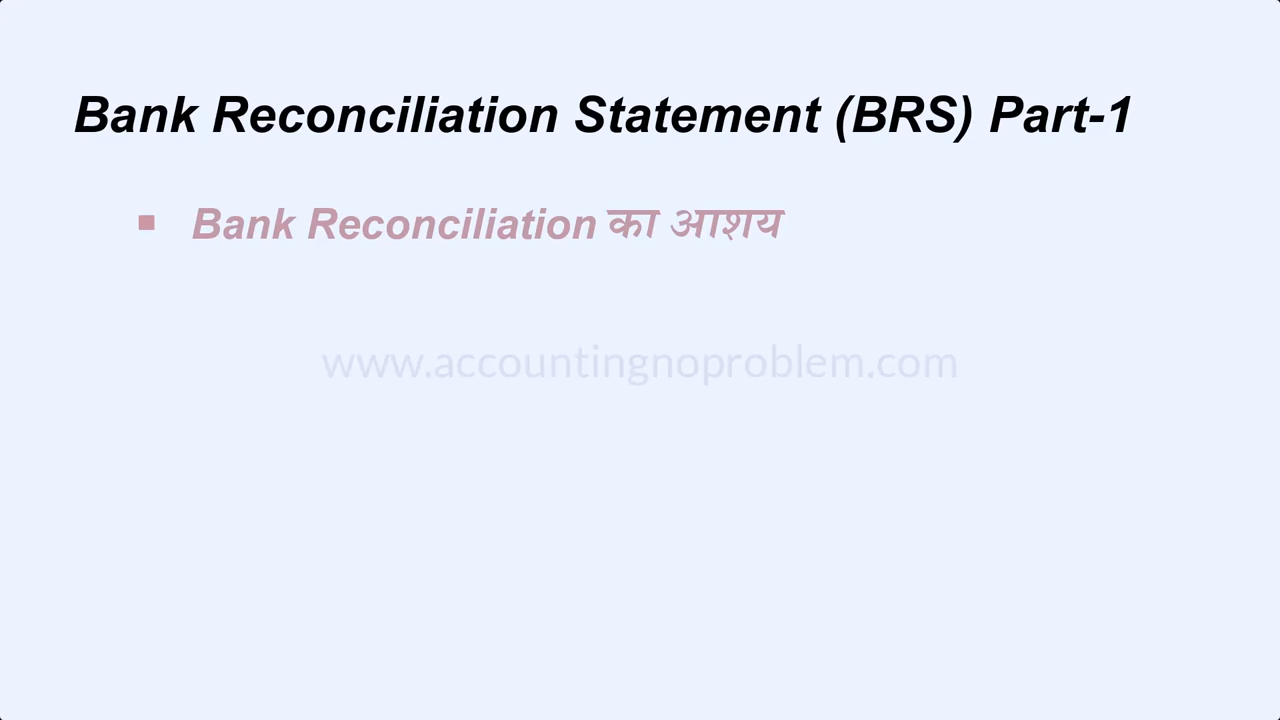 Bank Reconciliation Statement (BRS) Part-1
Bank Reconciliation का आशय
www.accountingnoproblem.com